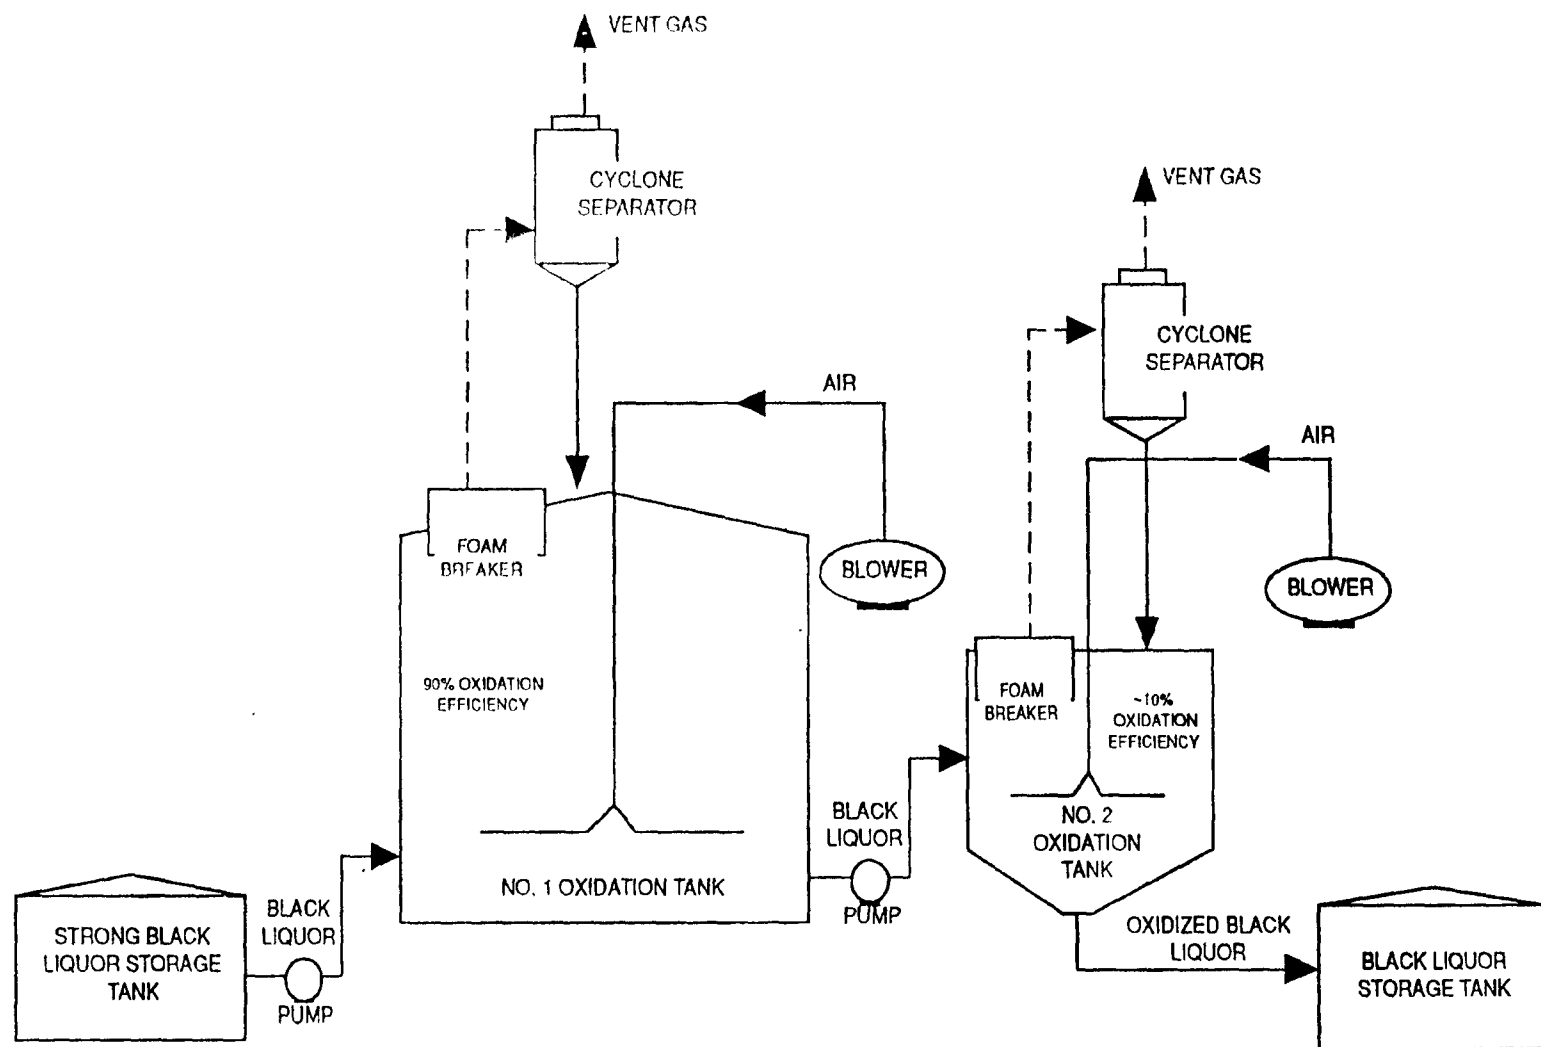 VENT GAS
CYCLONE
SEPARATOR
VENT GAS
CYCLONE
SEPARATOR
AIR
AIR
FOAM
BREAKER
BLOWER
BLOWER
90% OXIDATION
EFFICIENCY
FOAM
BREAKER
~10%
OXIDATION
EFFICIENCY
NO. 1 OXIDATION TANK
BLACK
LIQUOR
PUMP
NO. 2
OXIDATION
TANK
STRONG BLACK
LIQUOR STORAGE
TANK
BLACK
LIQUOR
PUMP
OXIDIZED BLACK
LIQUOR
BLACK LIQUOR
STORAGE TANK